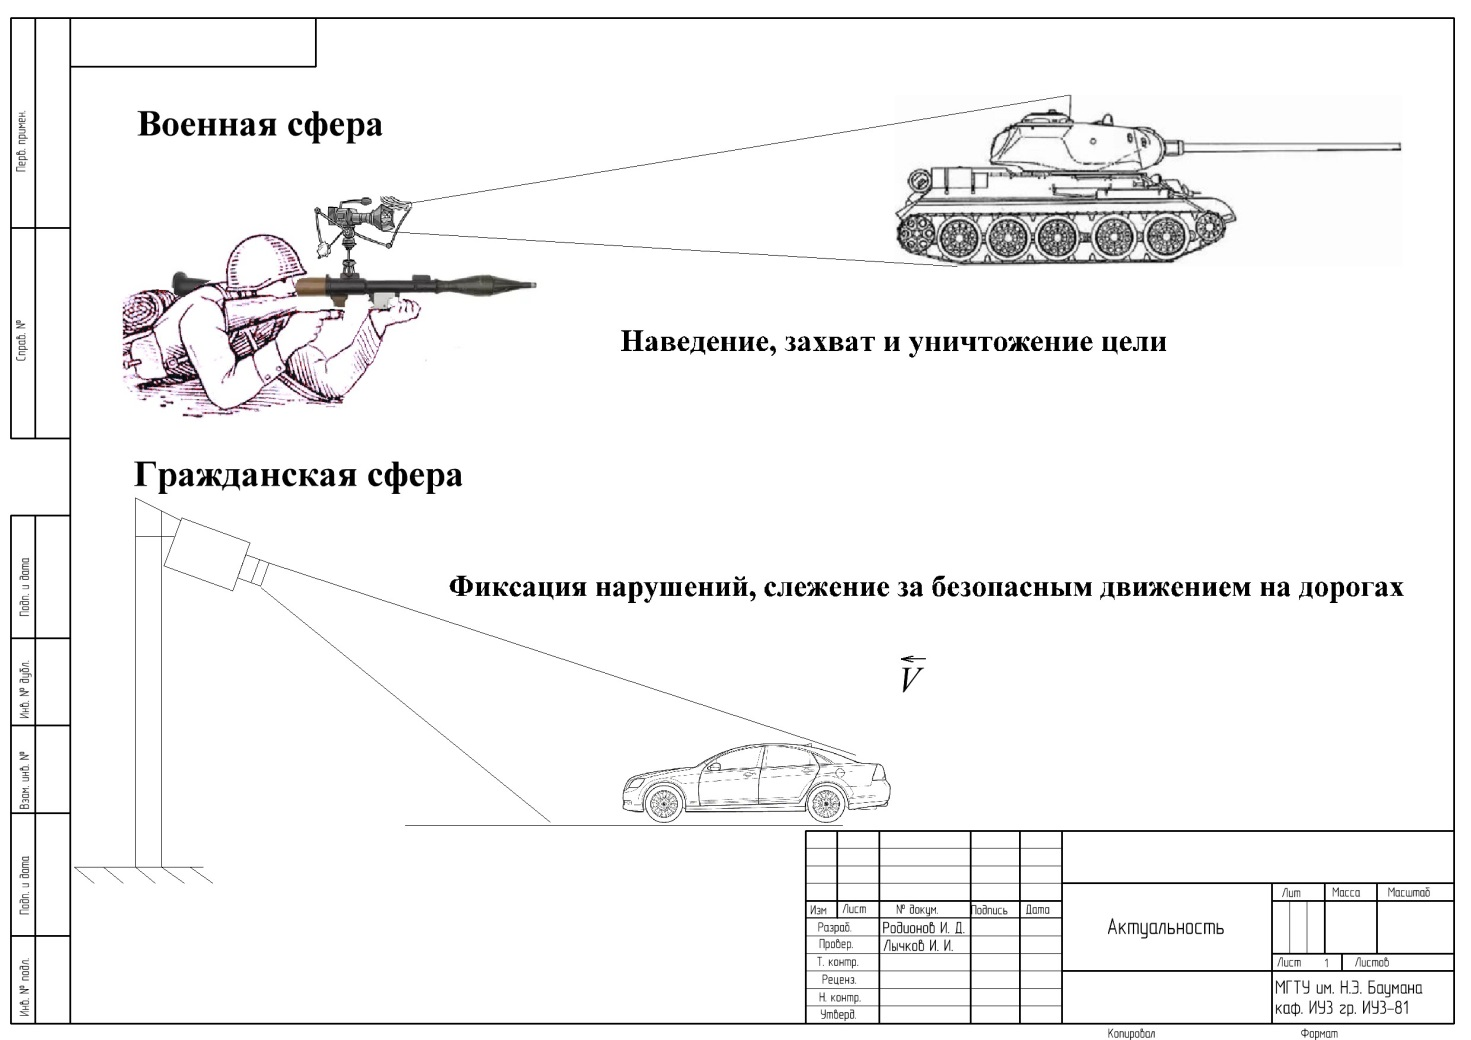 Перв. примен.
Справ. №
Подп. и дата
Инв. № дубл.
Взам. инв. №
Подп. и дата
Инв. № подл.
Военная сфера
Наведение, захват и уничтожение цели
Гражданская сфера
Фиксация нарушений, слежение за безопасным движением на дорогах
V
Изм Лист № докум. Подпись Дата
Разраб. Родионов И. Д.
Провер. Лычков И. И.
Т. контр.
Реценз.
Н. контр.
Утверд.
Актуальность
Лит Масса Масштаб
Лист 1 Листов
МГТУ им. Н.Э. Баумана
каф. ИУ3 гр. ИУ3-81
Копировал Формат